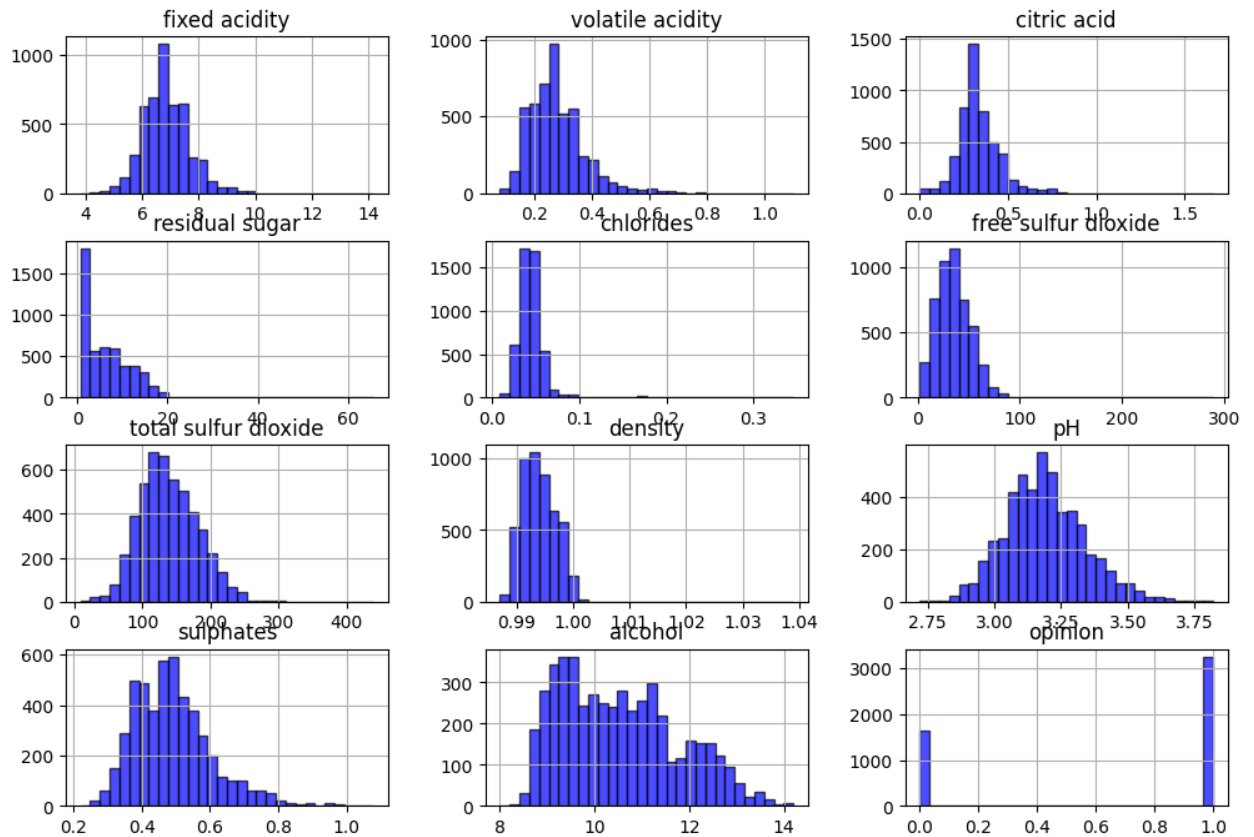 fixed acidity
1000
500
0
4 6 8 10 12 14
volatile acidity
1000
500
0
0.2 0.4 0.6 0.8 1.0
citric acid
1500
1000
500
0
0.0 0.5 1.0 1.5
residual sugar
1500
1000
500
0
0 20 40 60
chlorides
1500
1000
500
0
0.0 0.1 0.2 0.3
free sulfur dioxide
1000
500
0
0 100 200 300
total sulfur dioxide
600
400
200
0
0 100 200 300 400
density
1000
500
0
0.99 1.00 1.01 1.02 1.03 1.04
pH
400
200
0
2.75 3.00 3.25 3.50 3.75
sulphates
600
400
200
0
0.2 0.4 0.6 0.8 1.0
alcohol
300
200
100
0
8 10 12 14
opinion
3000
2000
1000
0
0.0 0.2 0.4 0.6 0.8 1.0